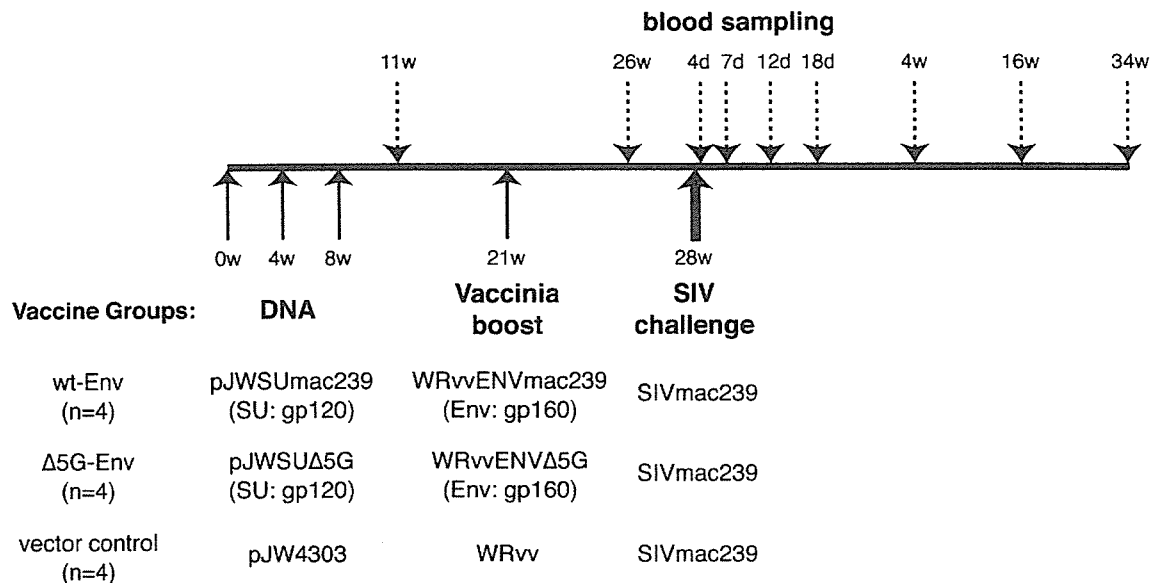 blood sampling
11w 26w 4d 7d 12d 18d 4w 16w 34w
0w 4w 8w 21w 28w
Vaccine Groups: DNA Vaccinia boost SIV challenge
wt-Env (n=4) pJWSUmac239 (SU: gp120) WRvvENVmac239 (Env: gp160) SIVmac239
Δ5G-Env (n=4) pJWSUΔ5G (SU: gp120) WRvvENVΔ5G (Env: gp160) SIVmac239
vector control (n=4) pJW4303 WRvv SIVmac239